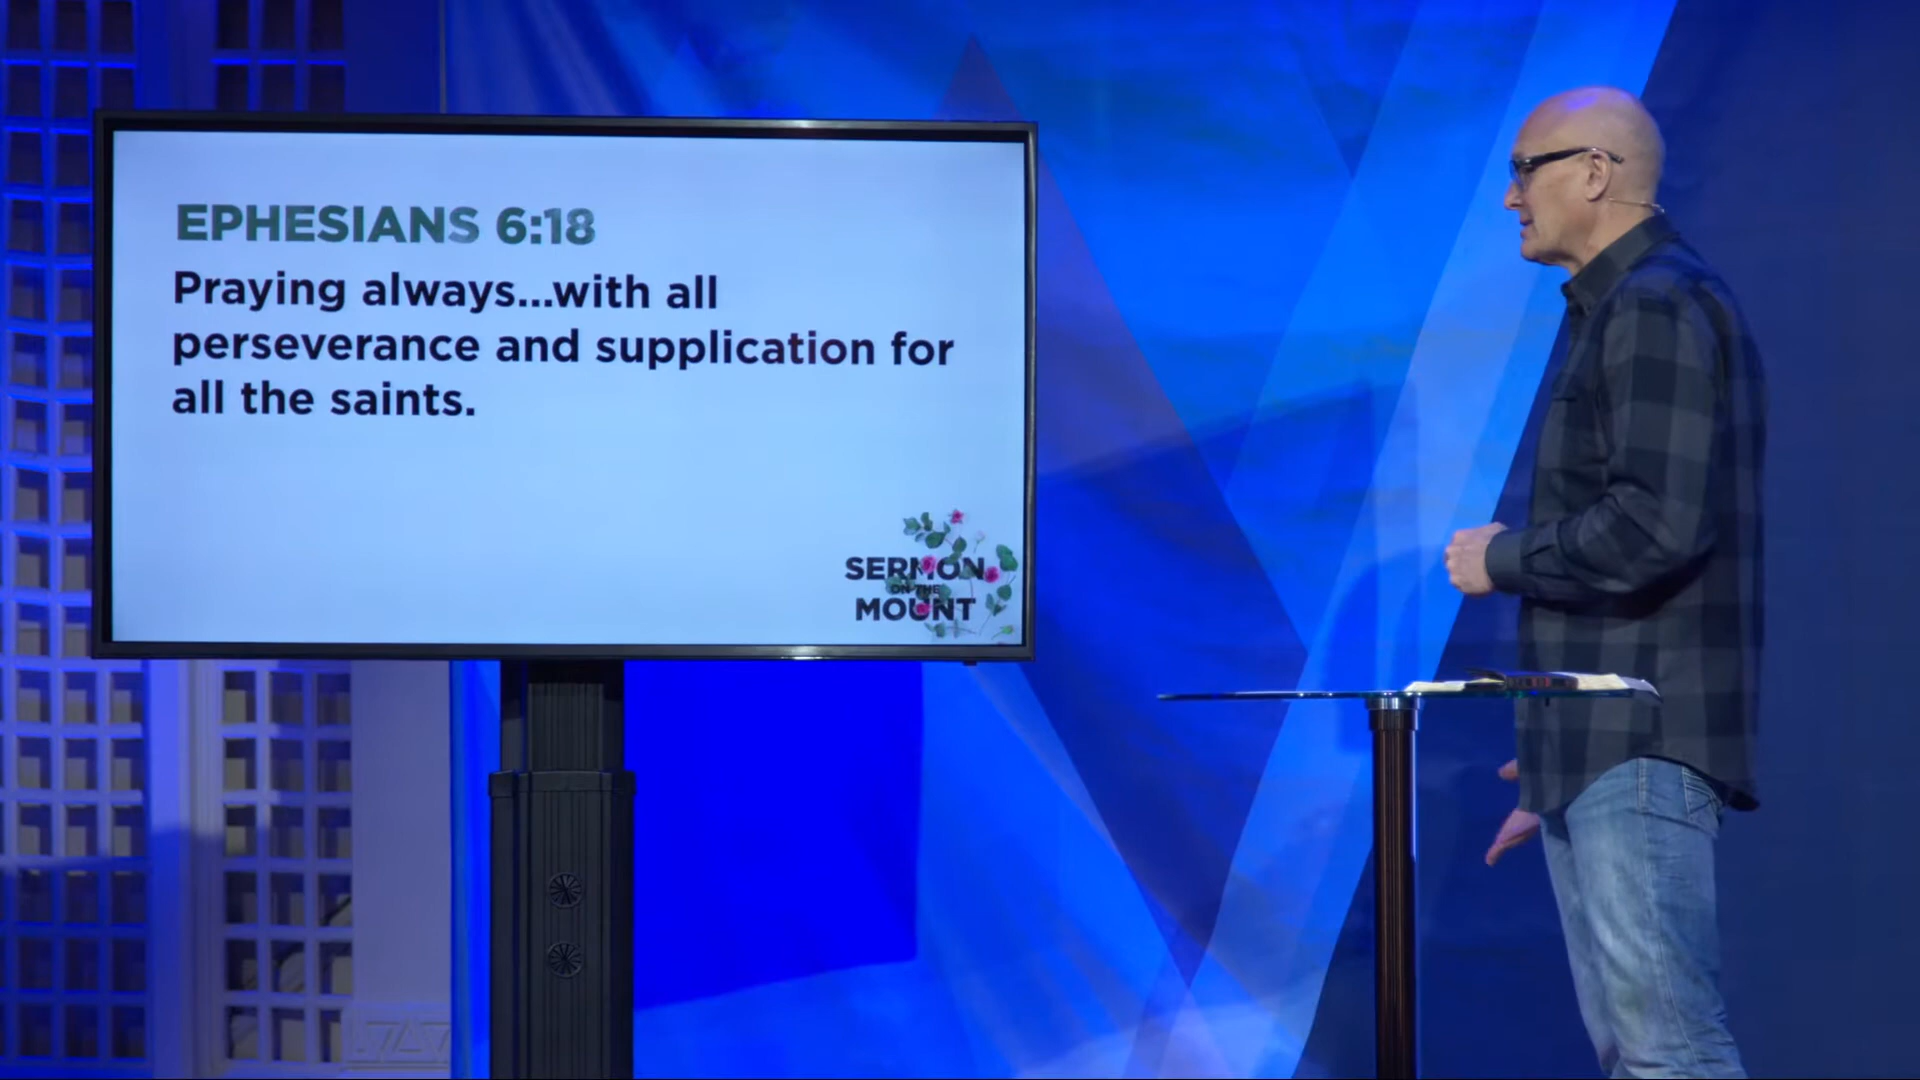 EPHESIANS 6:18
Praying always...with all
perseverance and supplication for
all the saints.
SERMON
ON THE
MOUNT